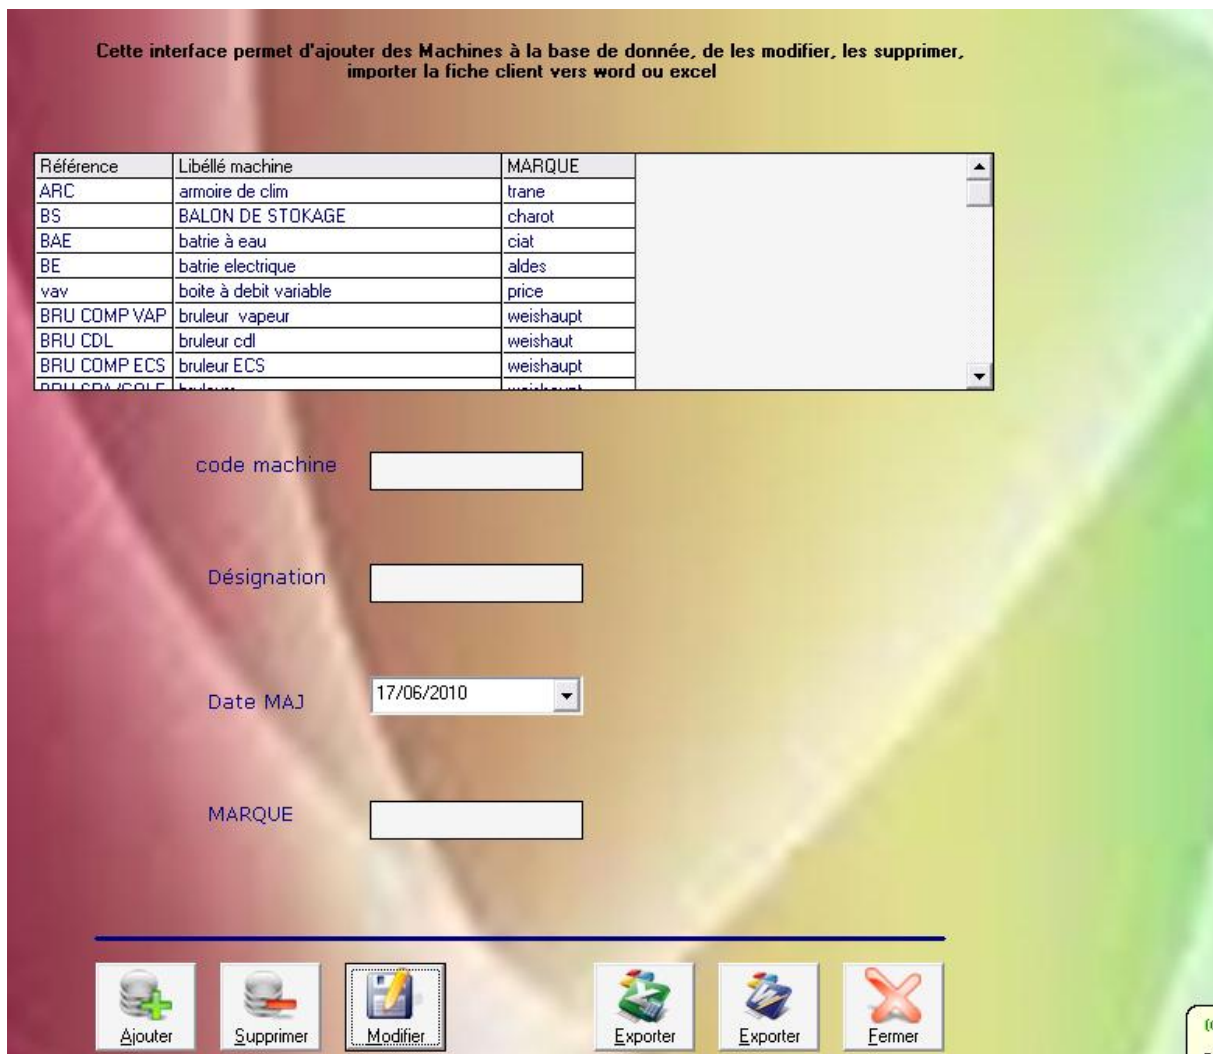 Cette interface permet d'ajouter des Machines à la base de donnée, de les modifier, les supprimer,
importer la fiche client vers word ou excel
Référence Libéllé machine MARQUE
ARC armoire de clim trane
BS BALON DE STOKAGE charot
BAE batrie à eau ciat
BE batrie electrique aldes
vav boite à debit variable price
BRU COMP VAP bruleur vapeur weishaupt
BRU CDL bruleur cdl weishaut
BRU COMP ECS bruleur ECS weishaupt
code machine
Désignation
Date MAJ 17/06/2010
MARQUE
Ajouter Supprimer Modifier Exporter Exporter Fermer